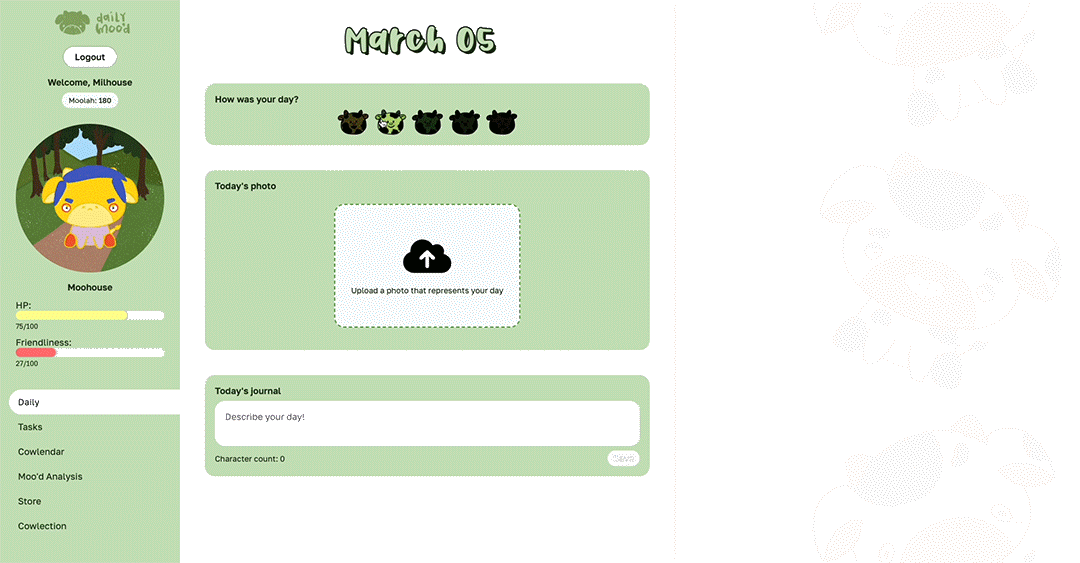 daily
moo'd
Logout
Welcome, Milhouse
Moolah: 180
Moohouse
HP:
75/100
Friendliness:
27/100
Daily
Tasks
Cowlendar
Moo'd Analysis
Store
Cowlection
March 05
How was your day?
Today's photo
Upload a photo that represents your day
Today's journal
Describe your day!
Character count: 0
Save